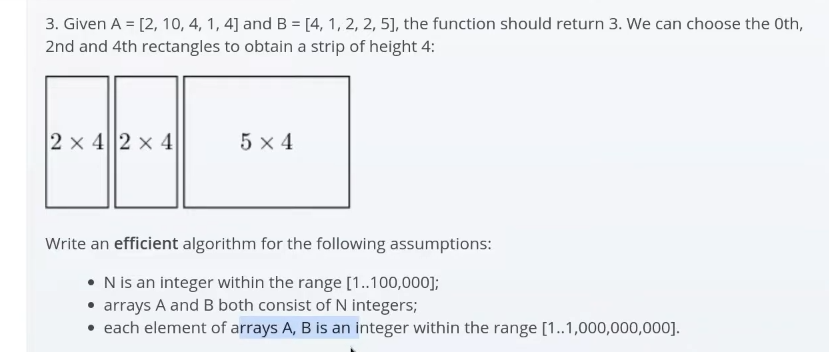 3. Given A = [2, 10, 4, 1, 4] and B = [4, 1, 2, 2, 5], the function should return 3. We can choose the 0th,
2nd and 4th rectangles to obtain a strip of height 4:
2 × 4 2 × 4 5 × 4
Write an efficient algorithm for the following assumptions:
• N is an integer within the range [1..100,000];
• arrays A and B both consist of N integers;
• each element of arrays A, B is an integer within the range [1..1,000,000,000].